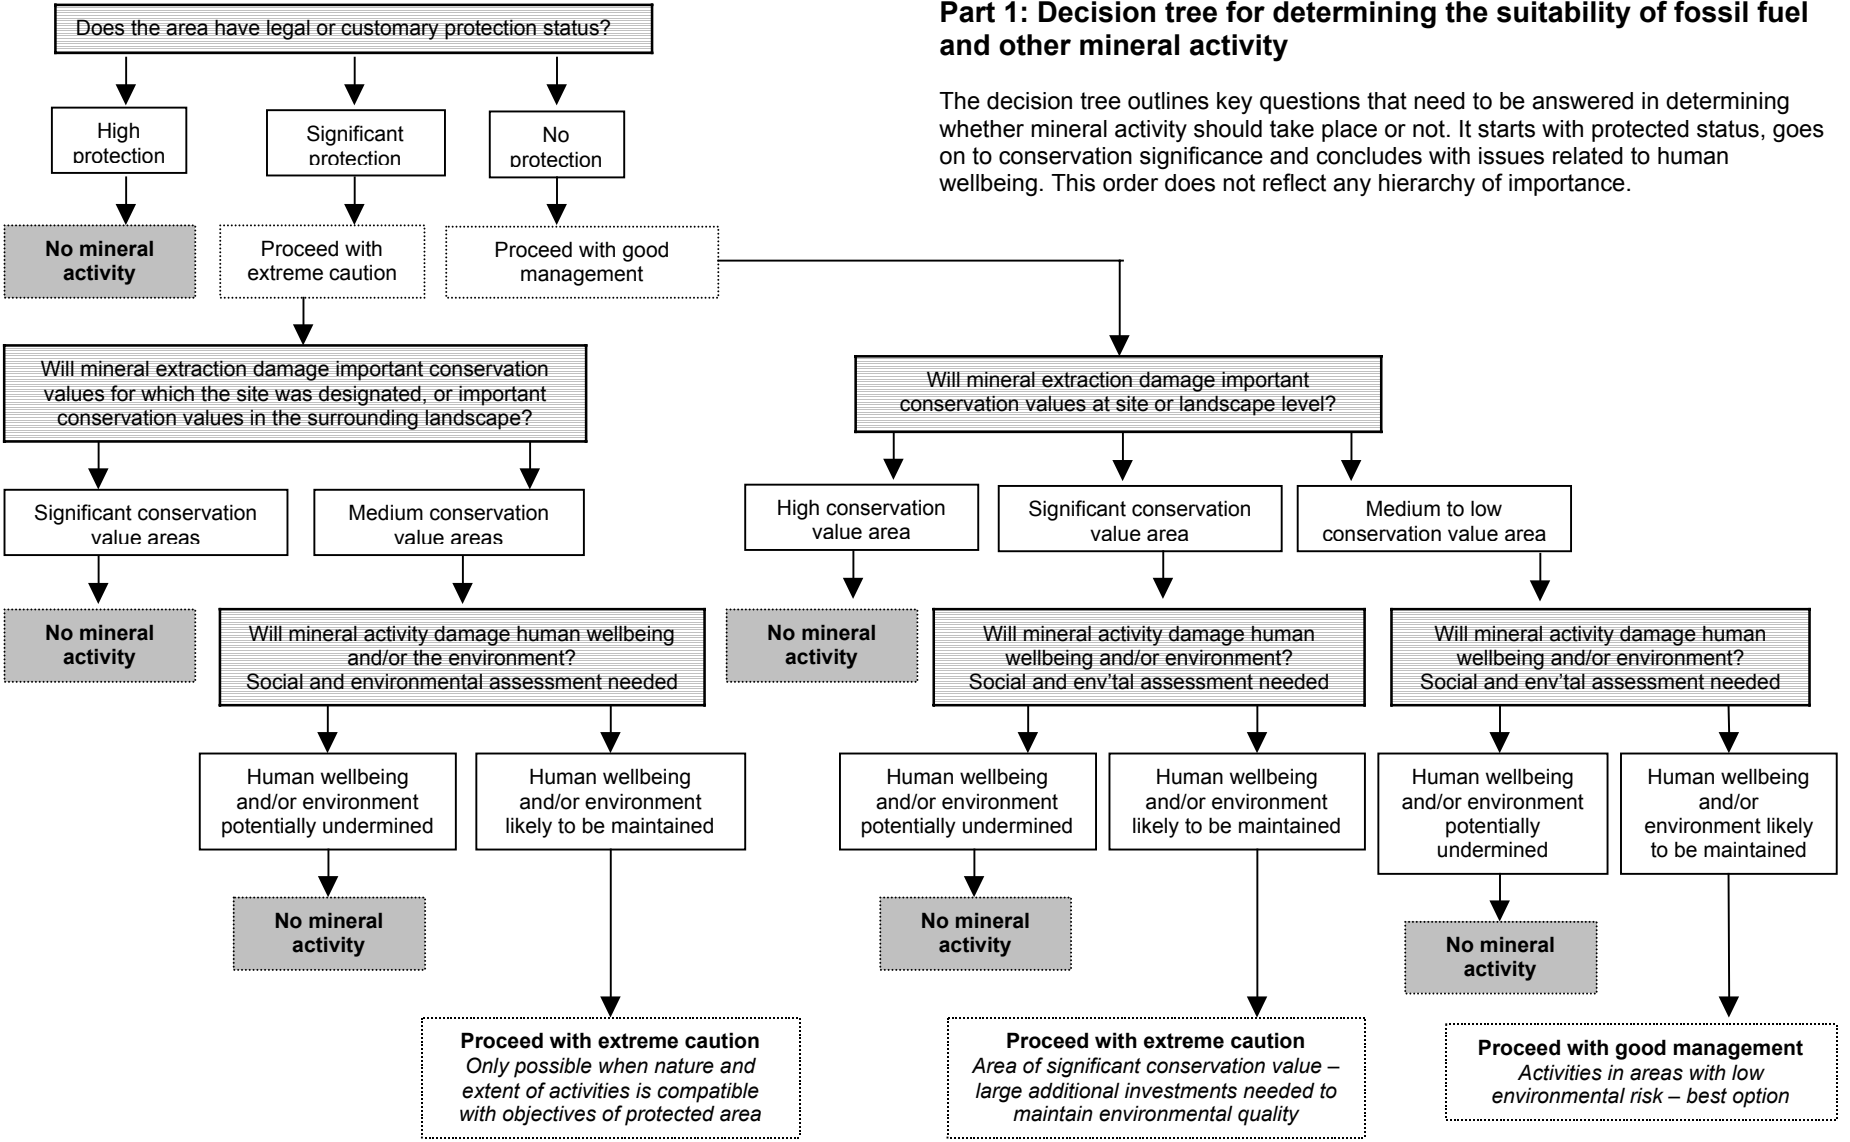 Part 1: Decision tree for determining the suitability of fossil fuel
and other mineral activity
The decision tree outlines key questions that need to be answered in determining
whether mineral activity should take place or not. It starts with protected status, goes
on to conservation significance and concludes with issues related to human
wellbeing. This order does not reflect any hierarchy of importance.
Does the area have legal or customary protection status?
High
protection
Significant
protection
No
protection
No mineral
activity
Proceed with
extreme caution
Proceed with good
management
Will mineral extraction damage important conservation
values for which the site was designated, or important
conservation values in the surrounding landscape?
Will mineral extraction damage important
conservation values at site or landscape level?
Significant conservation
value areas
Medium conservation
value areas
High conservation
value area
Significant conservation
value area
Medium to low
conservation value area
No mineral
activity
Will mineral activity damage human wellbeing
and/or the environment?
Social and environmental assessment needed
No mineral
activity
Will mineral activity damage human
wellbeing and/or environment?
Social and env’tal assessment needed
Will mineral activity damage human
wellbeing and/or environment?
Social and env’tal assessment needed
Human wellbeing
and/or environment
potentially undermined
Human wellbeing
and/or environment
likely to be maintained
Human wellbeing
and/or environment
potentially undermined
Human wellbeing
and/or environment
likely to be maintained
Human wellbeing
and/or environment
potentially
undermined
Human wellbeing
and/or
environment likely
to be maintained
No mineral
activity
No mineral
activity
No mineral
activity
Proceed with extreme caution
Only possible when nature and
extent of activities is compatible
with objectives of protected area
Proceed with extreme caution
Area of significant conservation value –
large additional investments needed to
maintain environmental quality
Proceed with good management
Activities in areas with low
environmental risk – best option